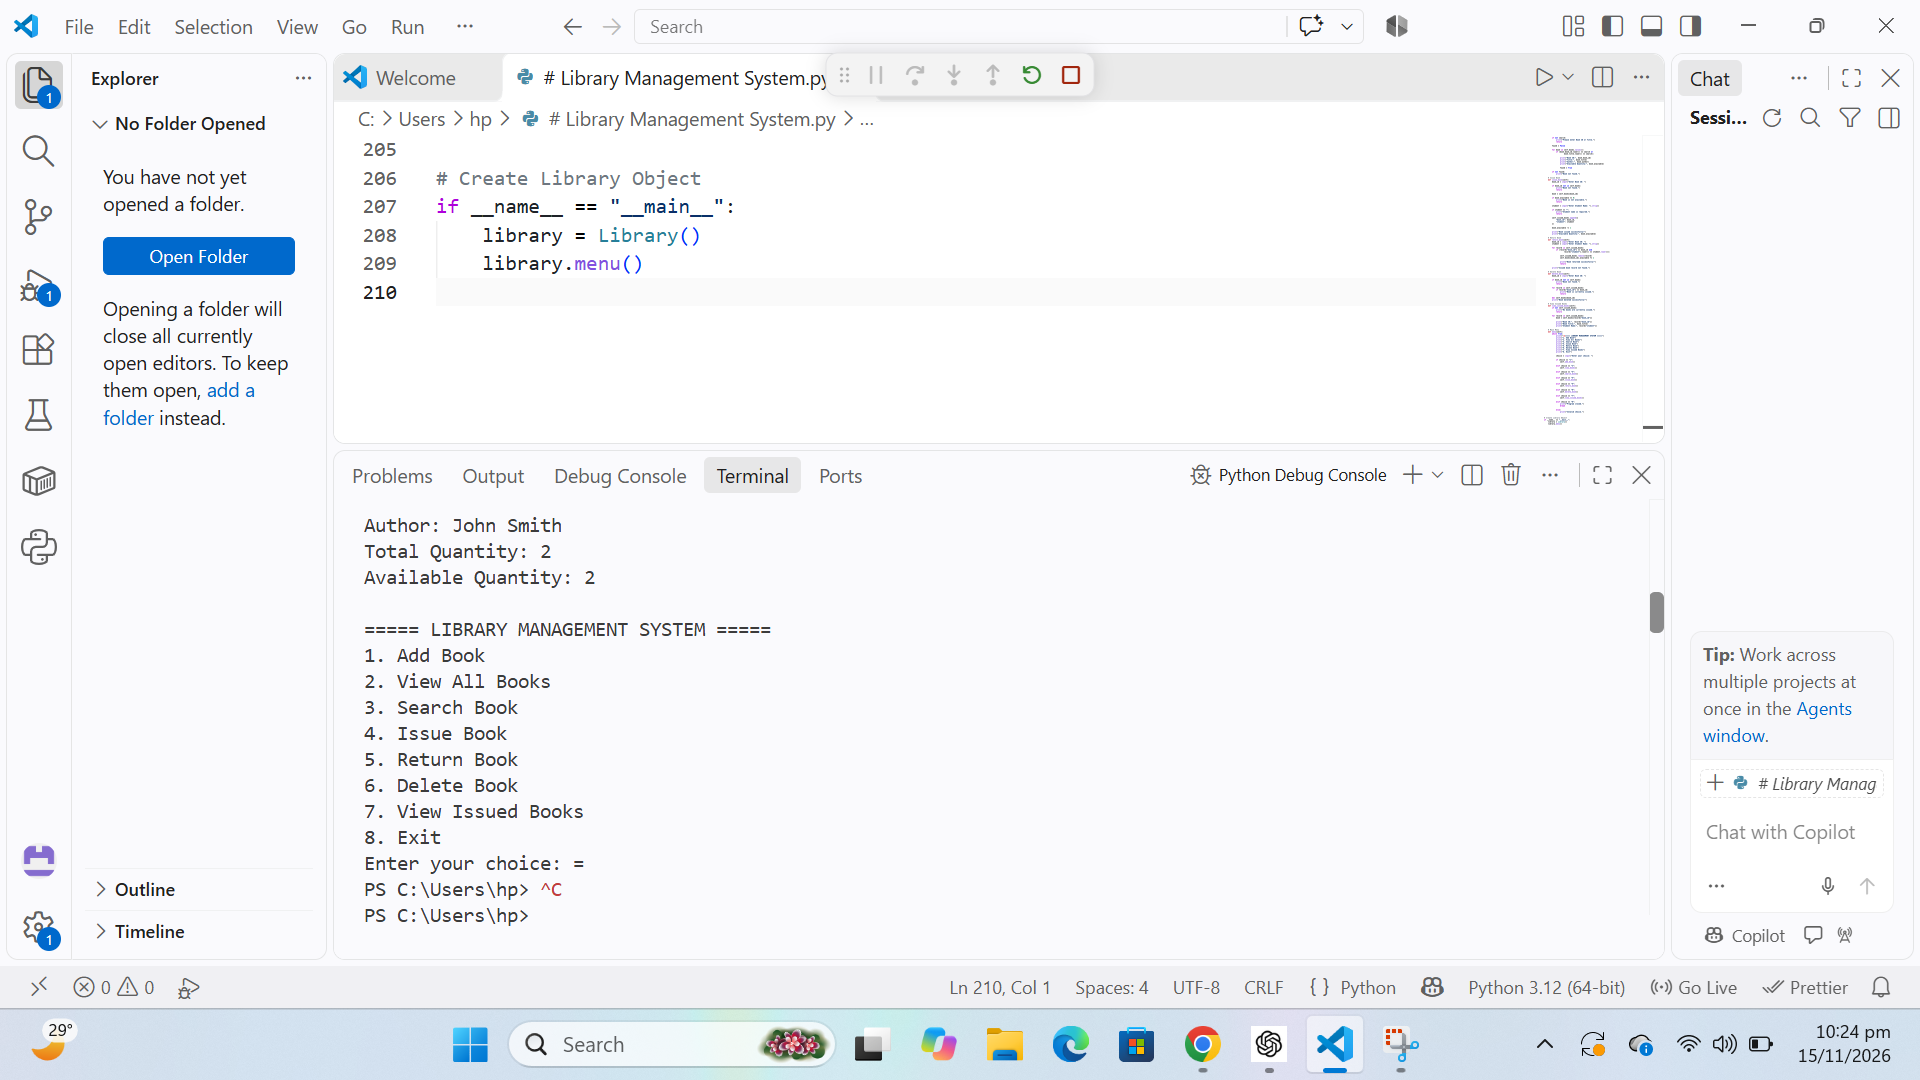 File Edit Selection View Go Run ···
Search
Explorer ···
1
No Folder Opened
You have not yet
opened a folder.
Open Folder
Opening a folder will
close all currently
open editors. To keep
them open, add a
folder instead.
1
Outline
Timeline
1
Welcome
# Library Management System.py
C: > Users > hp > # Library Management System.py > ...
205
206 # Create Library Object
207 if __name__ == "__main__":
208 library = Library()
209 library.menu()
210
Problems Output Debug Console Terminal Ports
Python Debug Console
Author: John Smith
Total Quantity: 2
Available Quantity: 2
===== LIBRARY MANAGEMENT SYSTEM =====
1. Add Book
2. View All Books
3. Search Book
4. Issue Book
5. Return Book
6. Delete Book
7. View Issued Books
8. Exit
Enter your choice: =
PS C:\Users\hp> ^C
PS C:\Users\hp>
Chat
Sessi...
Tip: Work across
multiple projects at
once in the Agents
window.
# Library Manag
Chat with Copilot
Copilot
0 0
Ln 210, Col 1 Spaces: 4 UTF-8 CRLF { } Python Python 3.12 (64-bit) Go Live Prettier
29°
Search
10:24 pm
15/11/2026